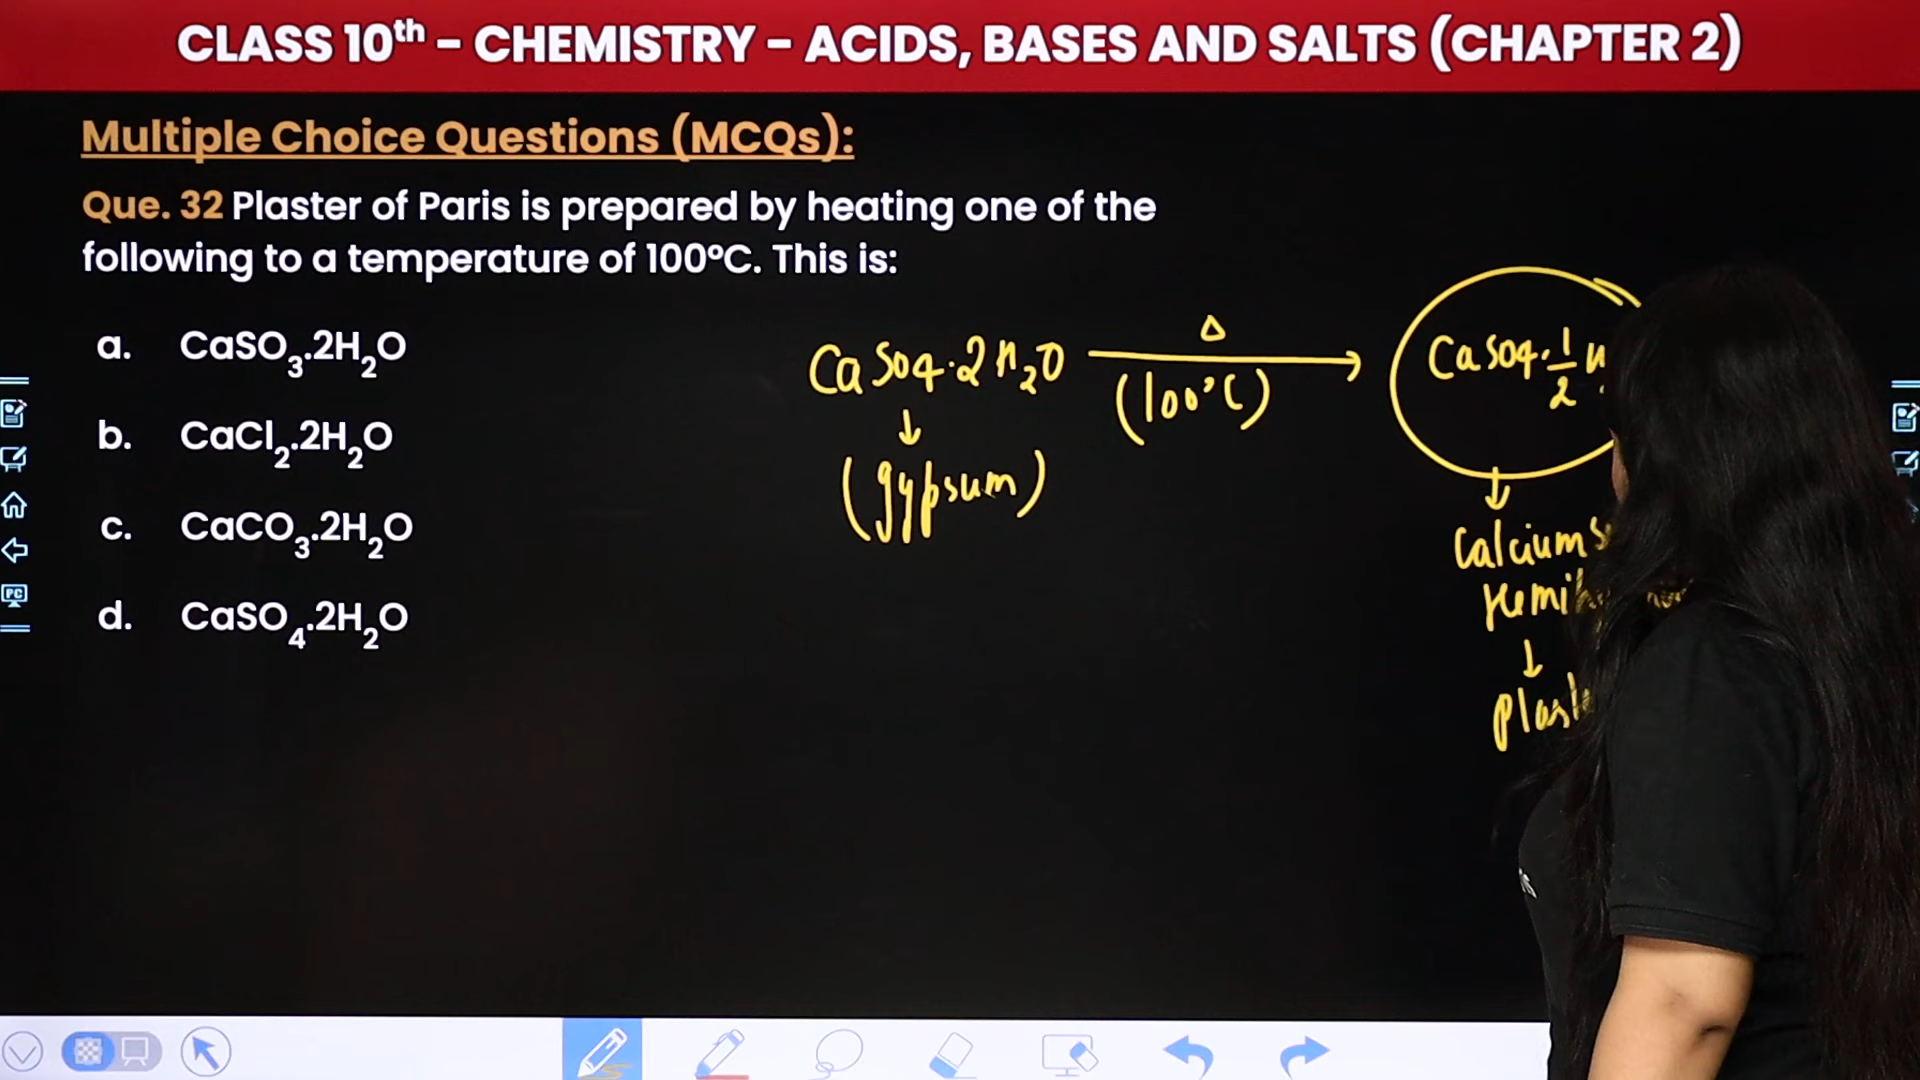 CLASS 10th – CHEMISTRY – ACIDS, BASES AND SALTS (CHAPTER 2)
Multiple Choice Questions (MCQs):
Que. 32 Plaster of Paris is prepared by heating one of the
following to a temperature of 100°C. This is:
a. CaSO₃.2H₂O
b. CaCl₂.2H₂O
c. CaCO₃.2H₂O
d. CaSO₄.2H₂O
CaSO4.2H₂O
Δ
(100°C)
CaSO4.1/2
↓
(gypsum)
↓
Calcium
Hemi
↓
PC